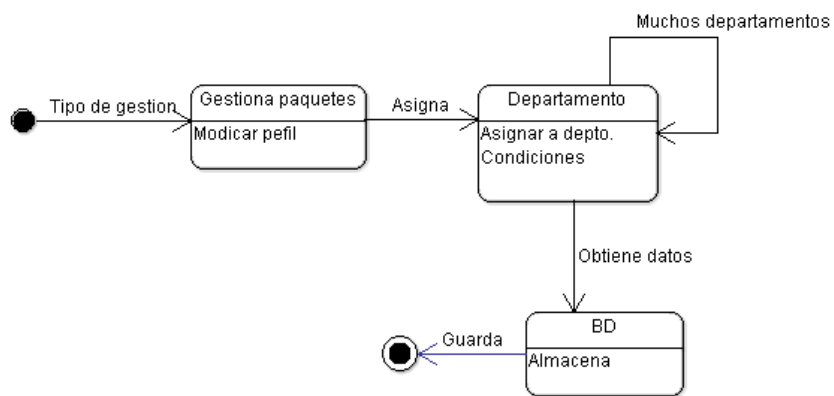 Muchos departamentos
Tipo de gestion
Gestiona paquetes
Modicar pefil
Asigna
Departamento
Asignar a depto.
Condiciones
Obtiene datos
BD
Almacena
Guarda